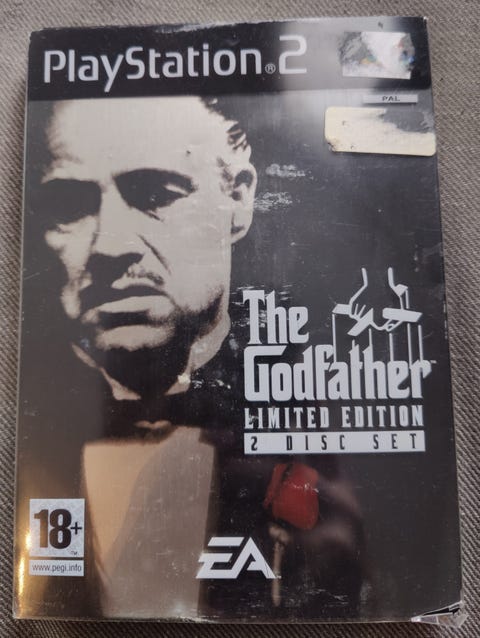 PlayStation®2
PAL
The
Godfather
LIMITED EDITION
2 DISC SET
18+
www.pegi.info
EA